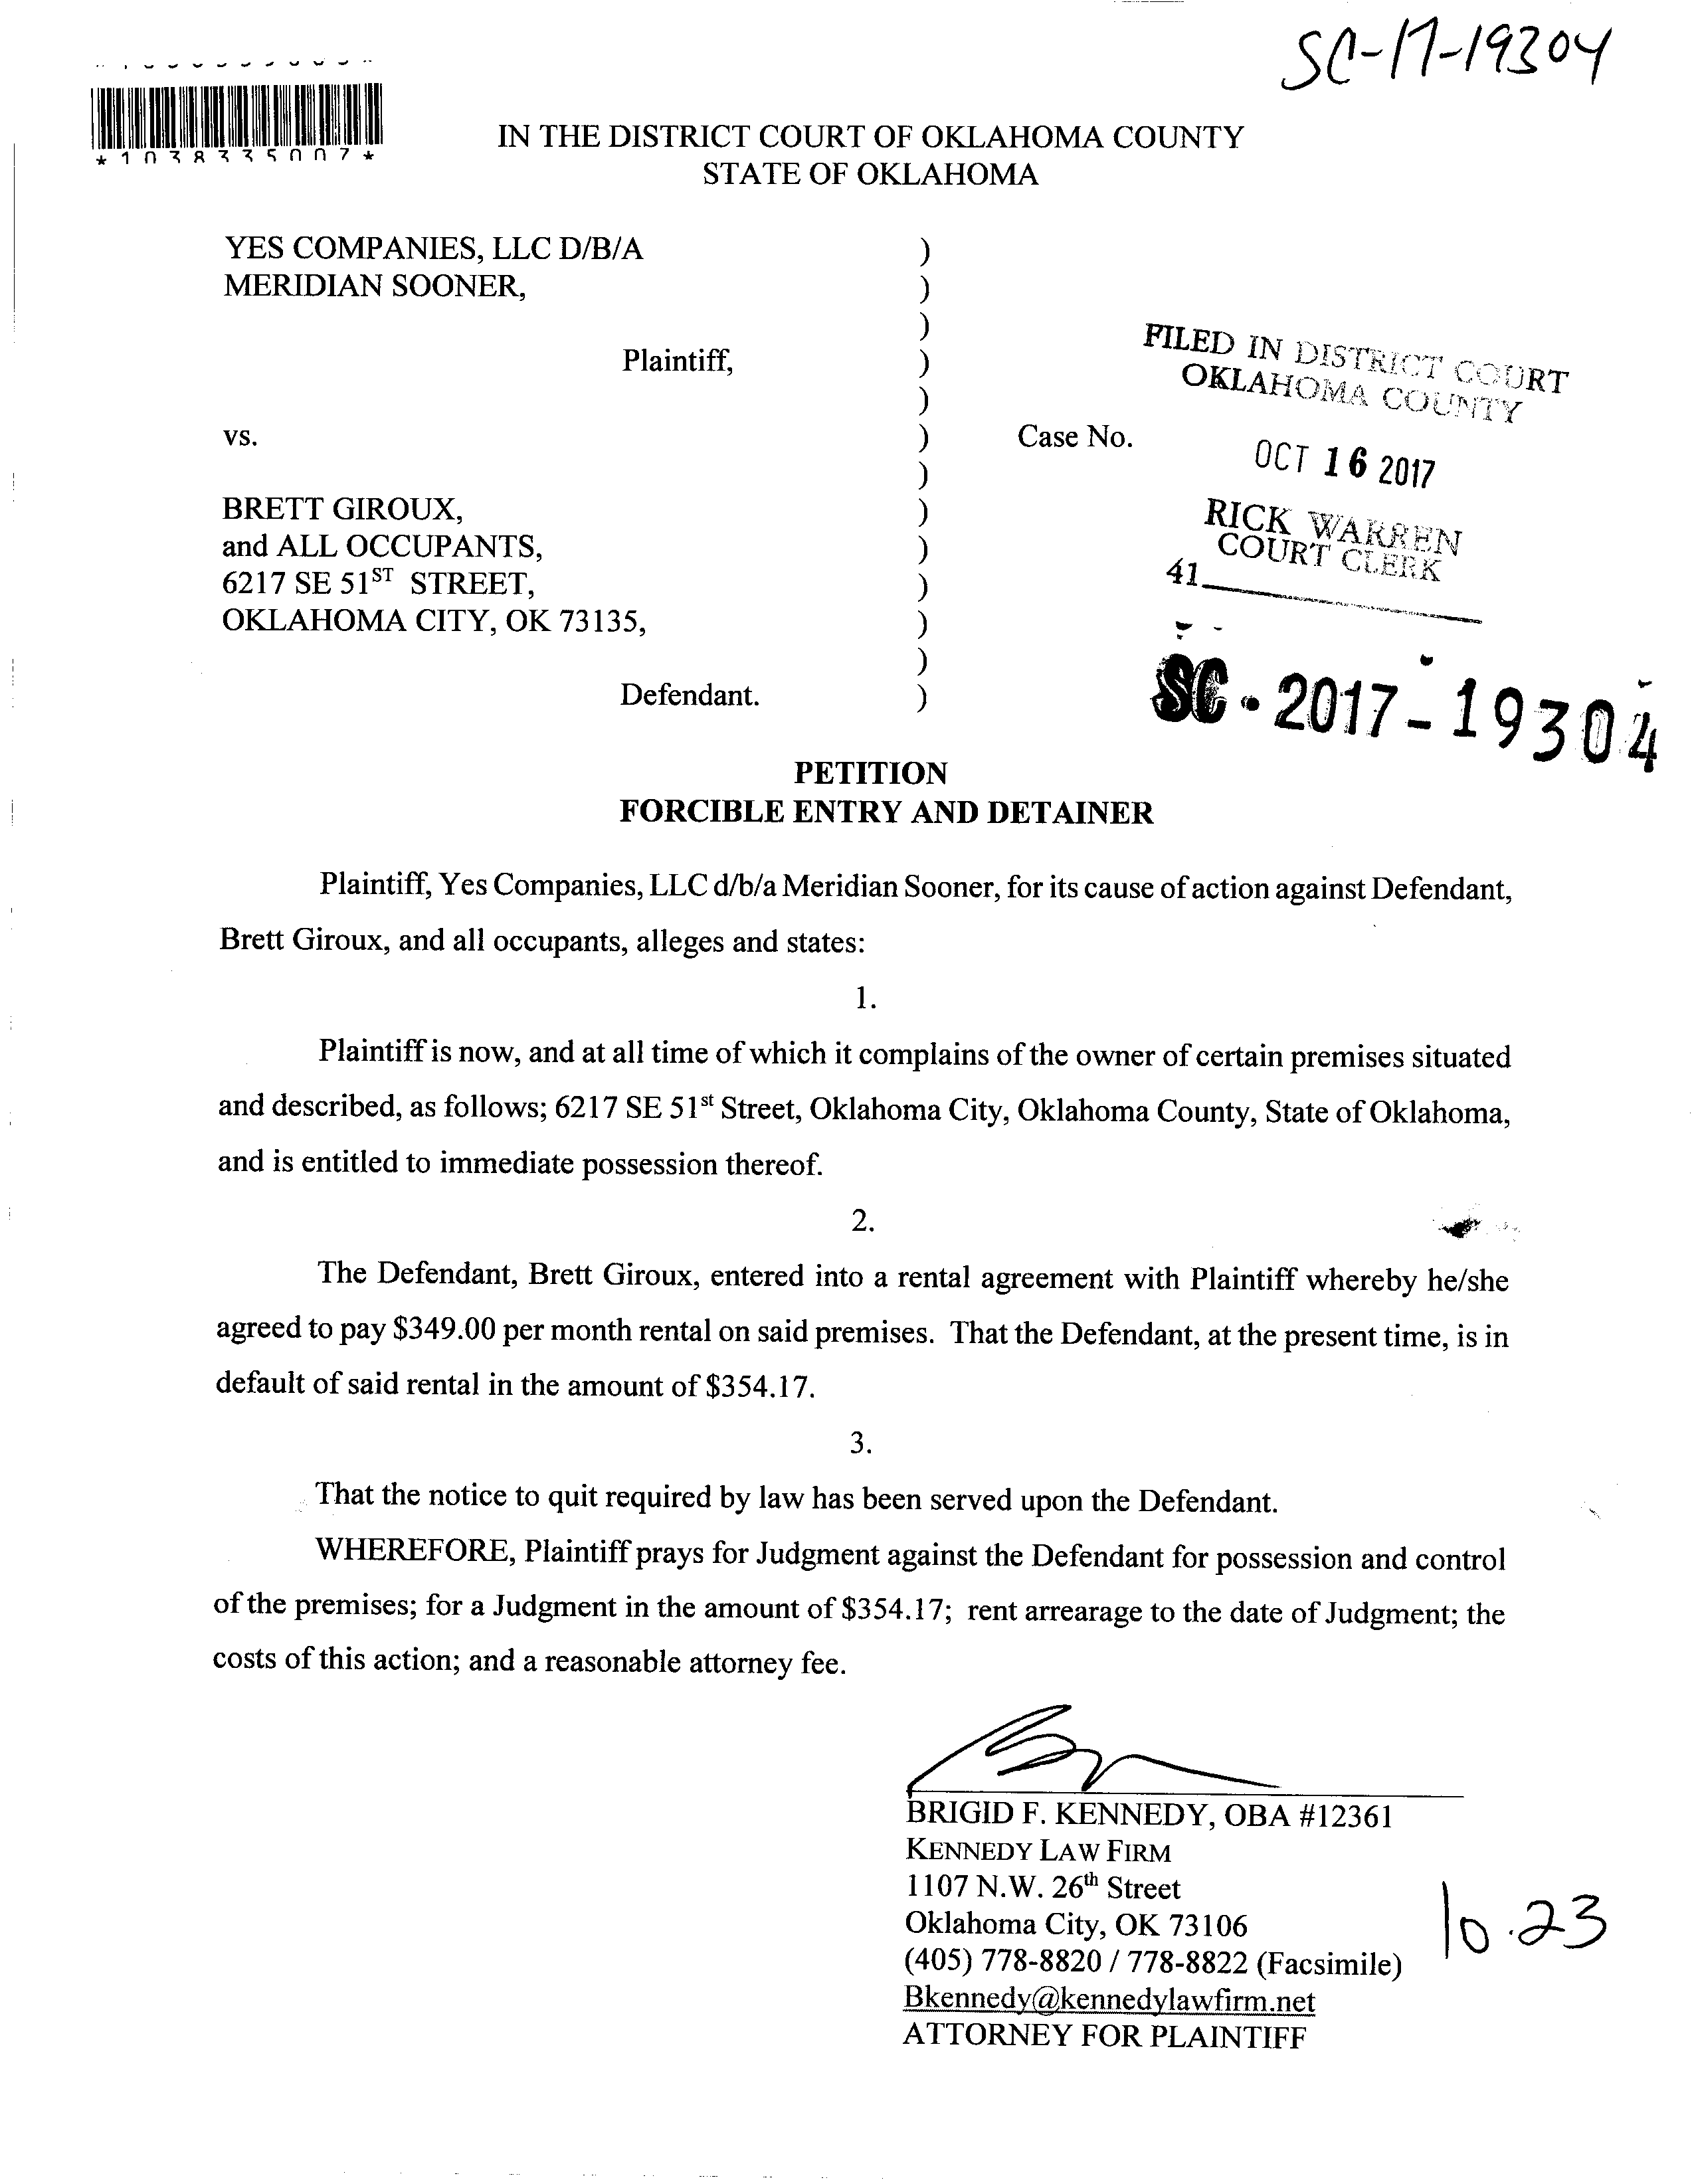 SC-17-19304
*1038335007*
IN THE DISTRICT COURT OF OKLAHOMA COUNTY
STATE OF OKLAHOMA
YES COMPANIES, LLC D/B/A )
MERIDIAN SOONER, )
)
Plaintiff, )
)
vs. ) Case No.
)
BRETT GIROUX, )
and ALL OCCUPANTS, )
6217 SE 51ST STREET, )
OKLAHOMA CITY, OK 73135, )
)
Defendant. )
FILED IN DISTRICT COURT
OKLAHOMA COUNTY
OCT 16 2017
RICK WARREN
COURT CLERK
41
SC - 2017 - 19304
PETITION
FORCIBLE ENTRY AND DETAINER
Plaintiff, Yes Companies, LLC d/b/a Meridian Sooner, for its cause of action against Defendant,
Brett Giroux, and all occupants, alleges and states:
1.
Plaintiff is now, and at all time of which it complains of the owner of certain premises situated
and described, as follows; 6217 SE 51st Street, Oklahoma City, Oklahoma County, State of Oklahoma,
and is entitled to immediate possession thereof.
2.
The Defendant, Brett Giroux, entered into a rental agreement with Plaintiff whereby he/she
agreed to pay $349.00 per month rental on said premises. That the Defendant, at the present time, is in
default of said rental in the amount of $354.17.
3.
That the notice to quit required by law has been served upon the Defendant.
WHEREFORE, Plaintiff prays for Judgment against the Defendant for possession and control
of the premises; for a Judgment in the amount of $354.17; rent arrearage to the date of Judgment; the
costs of this action; and a reasonable attorney fee.
BRIGID F. KENNEDY, OBA #12361
KENNEDY LAW FIRM
1107 N.W. 26th Street
Oklahoma City, OK 73106
(405) 778-8820 / 778-8822 (Facsimile)
Bkennedy@kennedylawfirm.net
ATTORNEY FOR PLAINTIFF
10.23